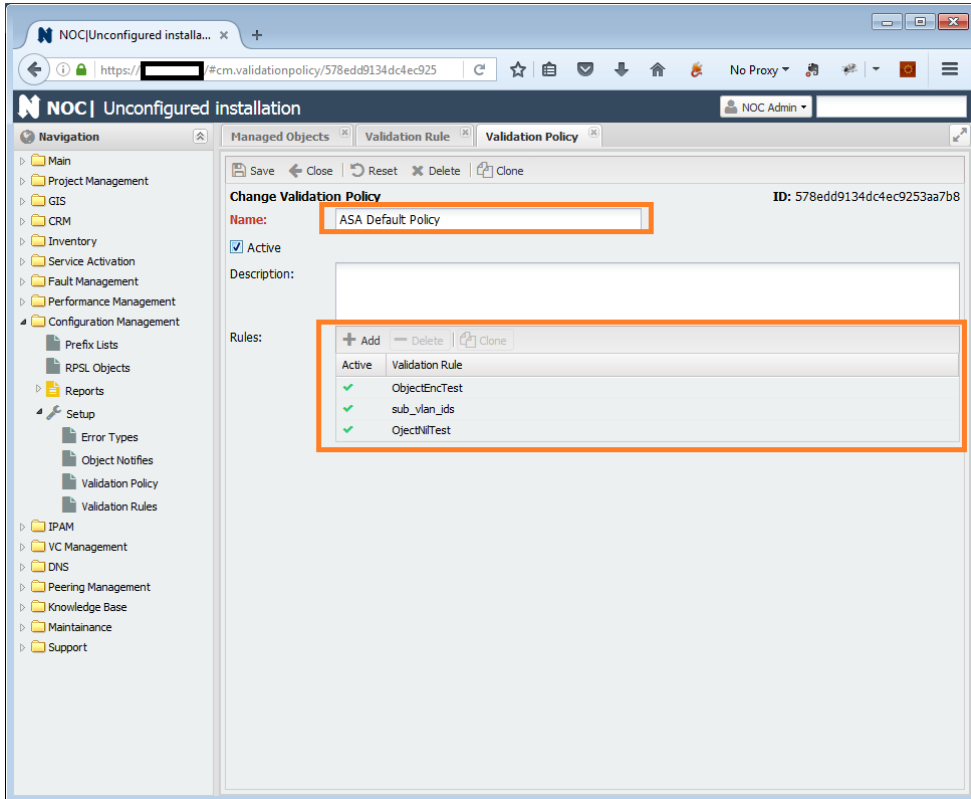 NOC|Unconfigured installa... × +
https:// /#cm.validationpolicy/578edd9134dc4ec925 No Proxy
NOC| Unconfigured installation NOC Admin
Navigation
Managed Objects Validation Rule Validation Policy
Main
Project Management
GIS
CRM
Inventory
Service Activation
Fault Management
Performance Management
Configuration Management
Prefix Lists
RPSL Objects
Reports
Setup
Error Types
Object Notifies
Validation Policy
Validation Rules
IPAM
VC Management
DNS
Peering Management
Knowledge Base
Maintainance
Support
Save Close Reset Delete Clone
Change Validation Policy ID: 578edd9134dc4ec9253aa7b8
Name: ASA Default Policy
Active
Description:
Rules: Add Delete Clone
Active Validation Rule
ObjectEncTest
sub_vlan_ids
OjectNilTest